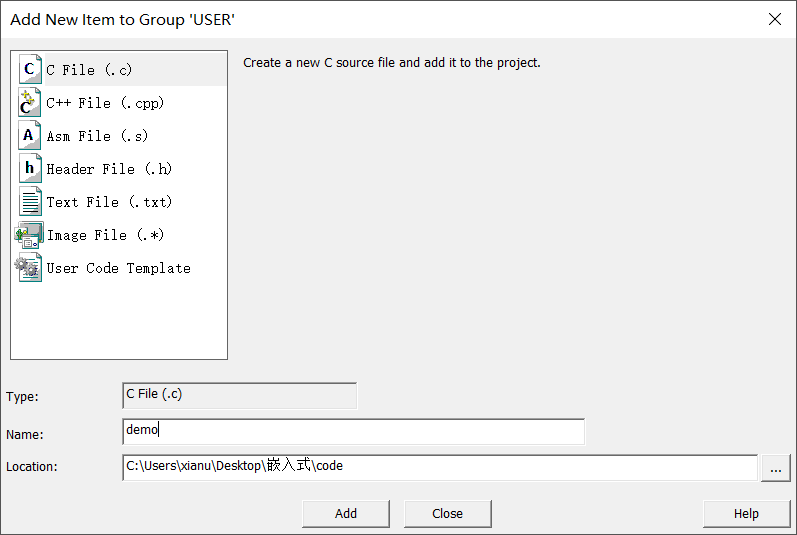 Add New Item to Group 'USER'
C File (.c)
C++ File (.cpp)
Asm File (.s)
Header File (.h)
Text File (.txt)
Image File (.*)
User Code Template
Create a new C source file and add it to the project.
Type: C File (.c)
Name: demo
Location: C:\Users\xianu\Desktop\嵌入式\code ...
Add Close Help